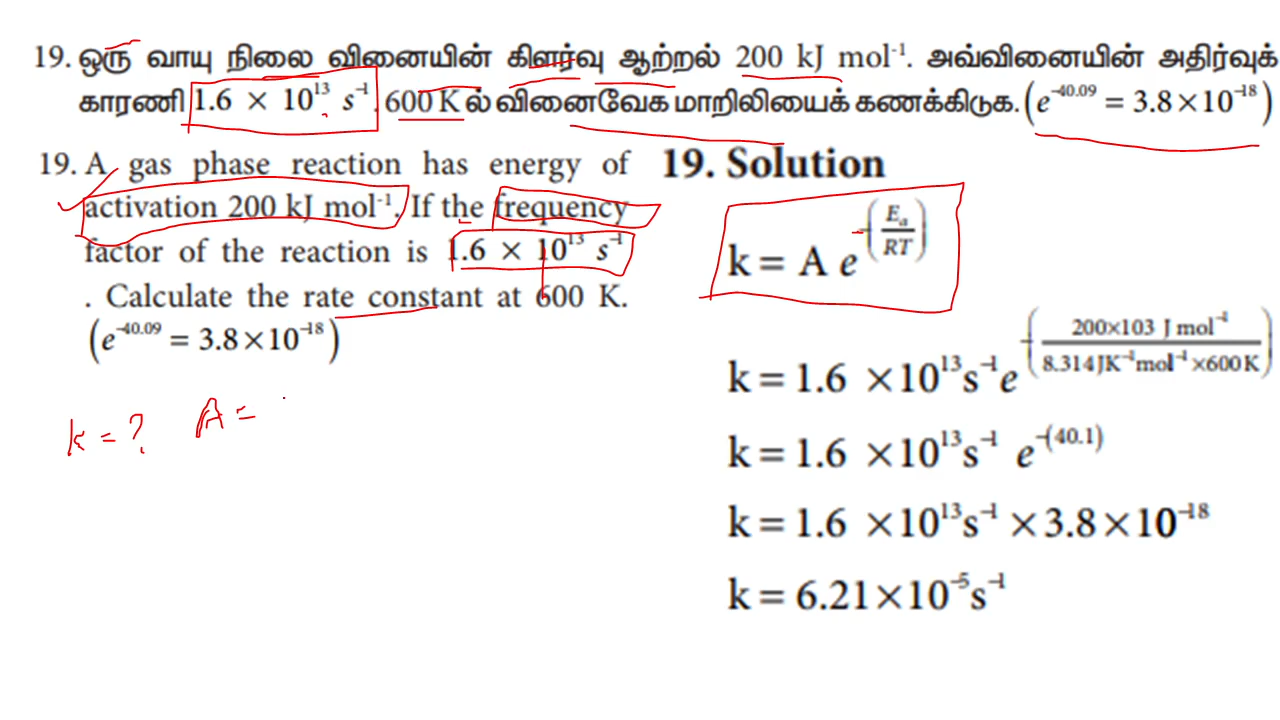 19. ஒரு வாயு நிலை வினையின் கிளர்வு ஆற்றல் 200 kJ mol⁻¹. அவ்வினையின் அதிர்வுக்
காரணி 1.6 × 10¹³ s⁻¹ 600 K ல் வினைவேக மாறிலியைக் கணக்கிடுக. (e⁻⁴⁰·⁰⁹ = 3.8×10⁻¹⁸)
19. A gas phase reaction has energy of
activation 200 kJ mol⁻¹. If the frequency
factor of the reaction is 1.6 × 10¹³ s⁻¹
. Calculate the rate constant at 600 K.
(e⁻⁴⁰·⁰⁹ = 3.8×10⁻¹⁸)
k = ? A =
19. Solution
k = A e^-(Eₐ/RT)
k = 1.6 ×10¹³s⁻¹e^-(200×103 J mol⁻¹/8.314JK⁻¹mol⁻¹×600K)
k = 1.6 ×10¹³s⁻¹ e^-(40.1)
k = 1.6 ×10¹³s⁻¹ ×3.8×10⁻¹⁸
k = 6.21×10⁻⁵s⁻¹